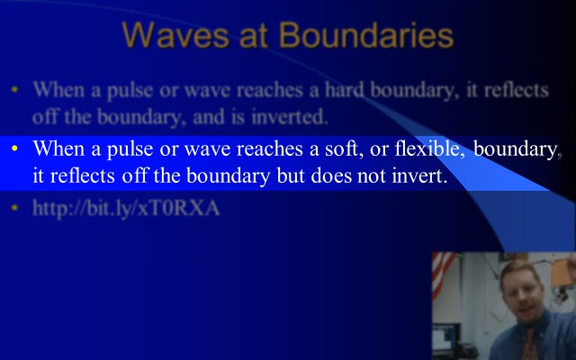 Waves at Boundaries
• When a pulse or wave reaches a hard boundary, it reflects
off the boundary, and is inverted.
• When a pulse or wave reaches a soft, or flexible, boundary,
it reflects off the boundary but does not invert.
• http://bit.ly/xT0RXA